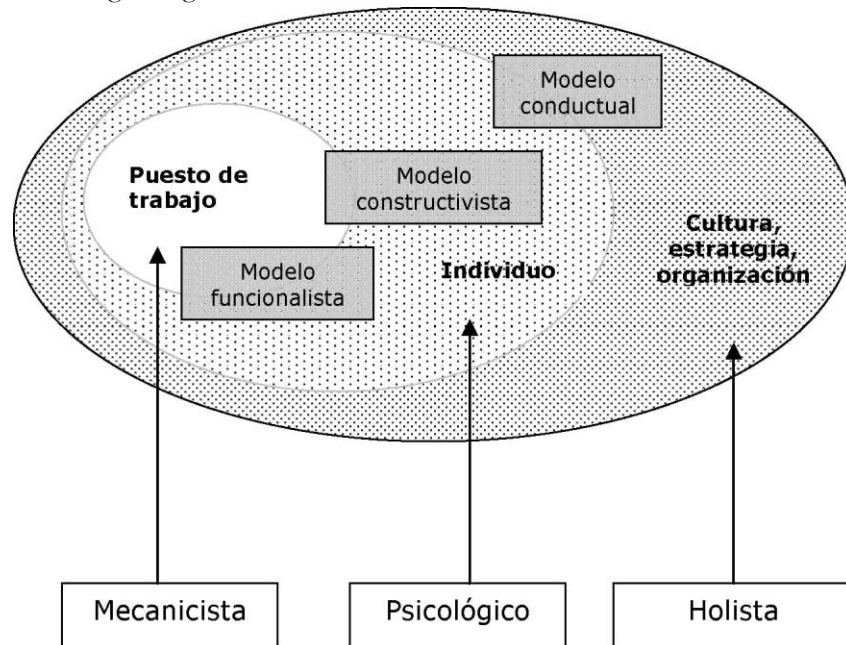 Modelo
conductual
Puesto de
trabajo
Modelo
constructivista
Cultura,
estrategia,
organización
Modelo
funcionalista
Individuo
Mecanicista
Psicológico
Holista